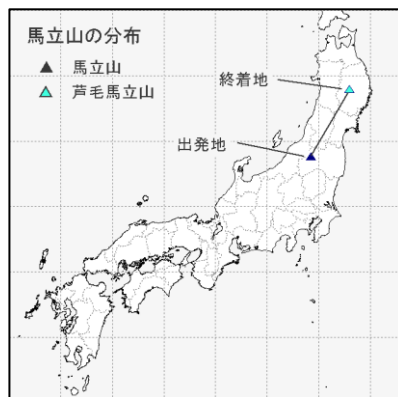 馬立山の分布
▲ 馬立山
▲ 芦毛馬立山
終着地
出発地